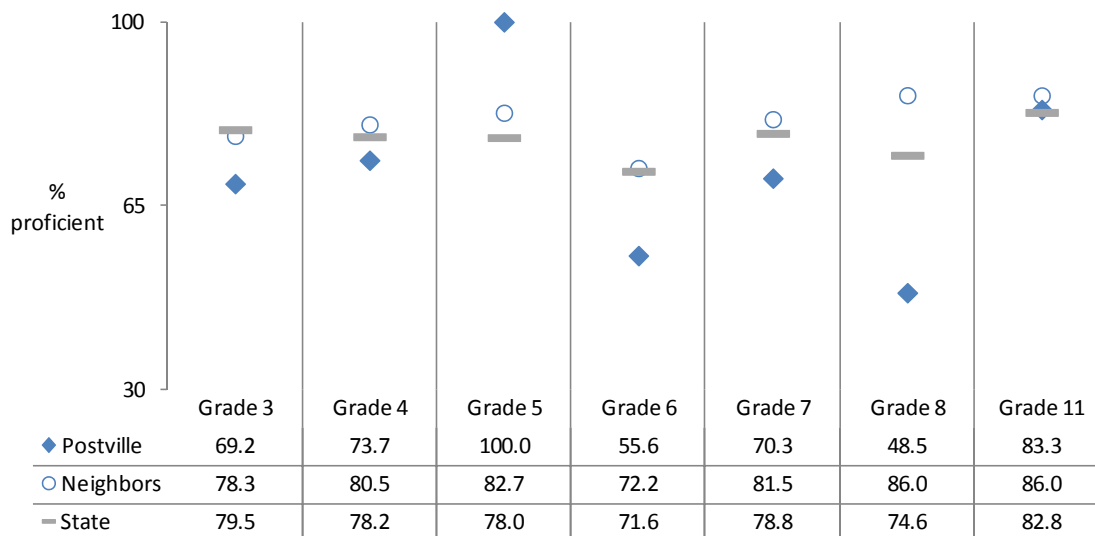 100
%
proficient
65
30
Grade 3 Grade 4 Grade 5 Grade 6 Grade 7 Grade 8 Grade 11
Postville 69.2 73.7 100.0 55.6 70.3 48.5 83.3
Neighbors 78.3 80.5 82.7 72.2 81.5 86.0 86.0
State 79.5 78.2 78.0 71.6 78.8 74.6 82.8